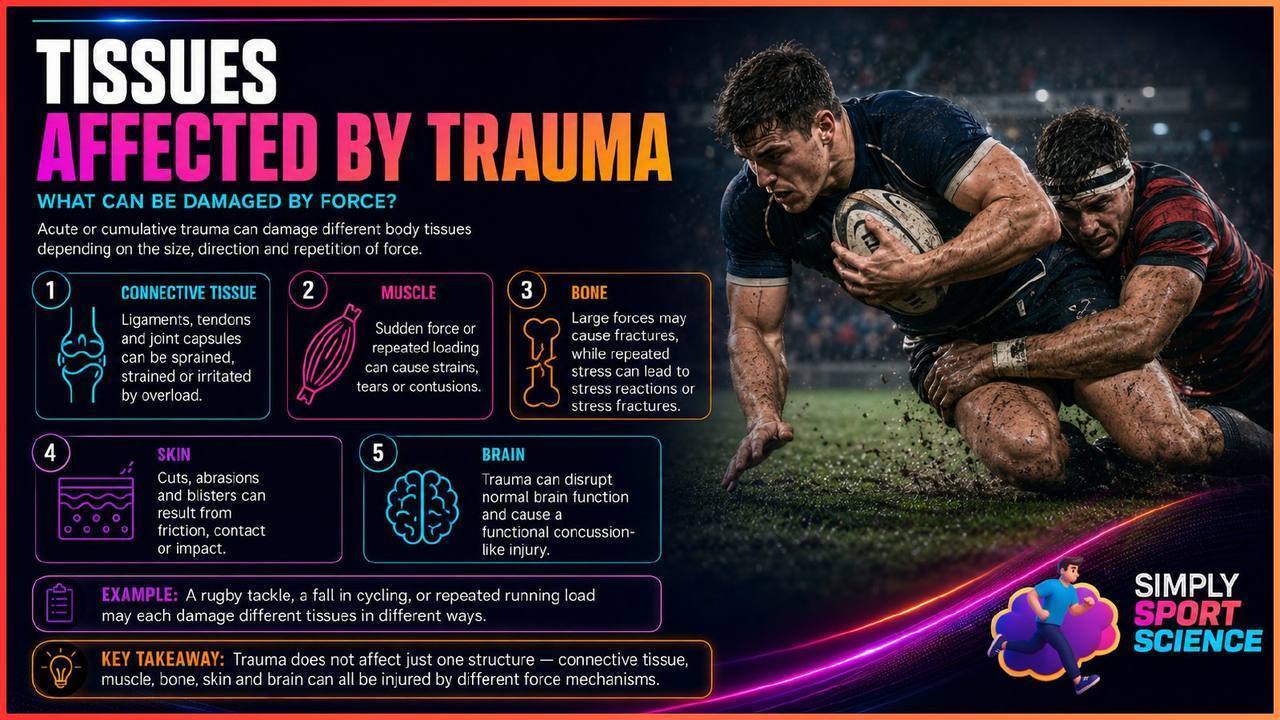 TISSUES
AFFECTED BY TRAUMA
WHAT CAN BE DAMAGED BY FORCE?
Acute or cumulative trauma can damage different body tissues
depending on the size, direction and repetition of force.
1
CONNECTIVE TISSUE
Ligaments, tendons
and joint capsules
can be sprained,
strained or irritated
by overload.
2
MUSCLE
Sudden force or
repeated loading
can cause strains,
tears or contusions.
3
BONE
Large forces may
cause fractures,
while repeated
stress can lead to
stress reactions or
stress fractures.
4
SKIN
Cuts, abrasions
and blisters can
result from
friction, contact
or impact.
5
BRAIN
Trauma can disrupt
normal brain function
and cause a
functional concussion-
like injury.
EXAMPLE: A rugby tackle, a fall in cycling, or repeated running load
may each damage different tissues in different ways.
KEY TAKEAWAY: Trauma does not affect just one structure — connective tissue,
muscle, bone, skin and brain can all be injured by different force mechanisms.
SIMPLY
SPORT
SCIENCE